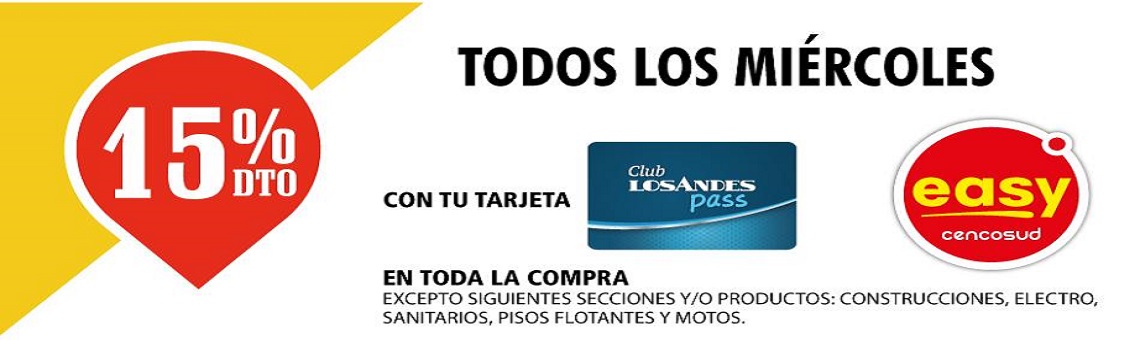 15% DTO
TODOS LOS MIÉRCOLES
CON TU TARJETA
Club
LOSANDES
pass
easy
cencosud
EN TODA LA COMPRA
EXCEPTO SIGUIENTES SECCIONES Y/O PRODUCTOS: CONSTRUCCIONES, ELECTRO,
SANITARIOS, PISOS FLOTANTES Y MOTOS.